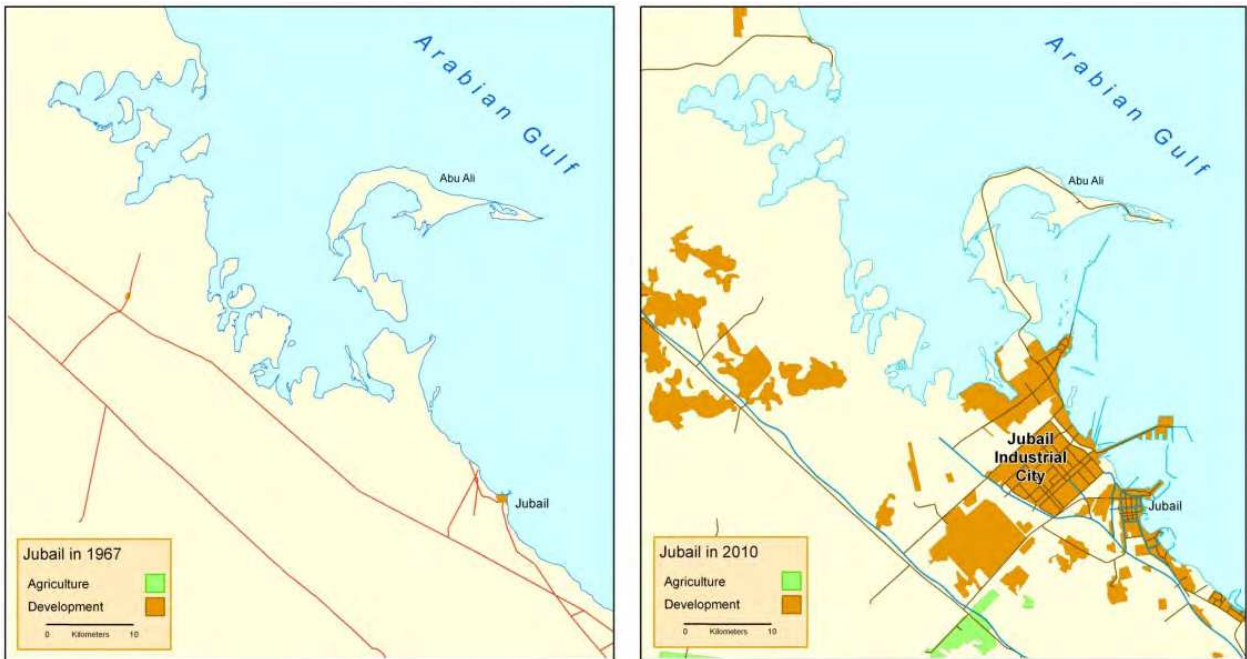 Arabian Gulf
Abu Ali
Jubail
Jubail in 1967
Agriculture
Development
0 Kilometers 10
Arabian Gulf
Abu Ali
Jubail
Industrial
City
Jubail
Jubail in 2010
Agriculture
Development
0 Kilometers 10